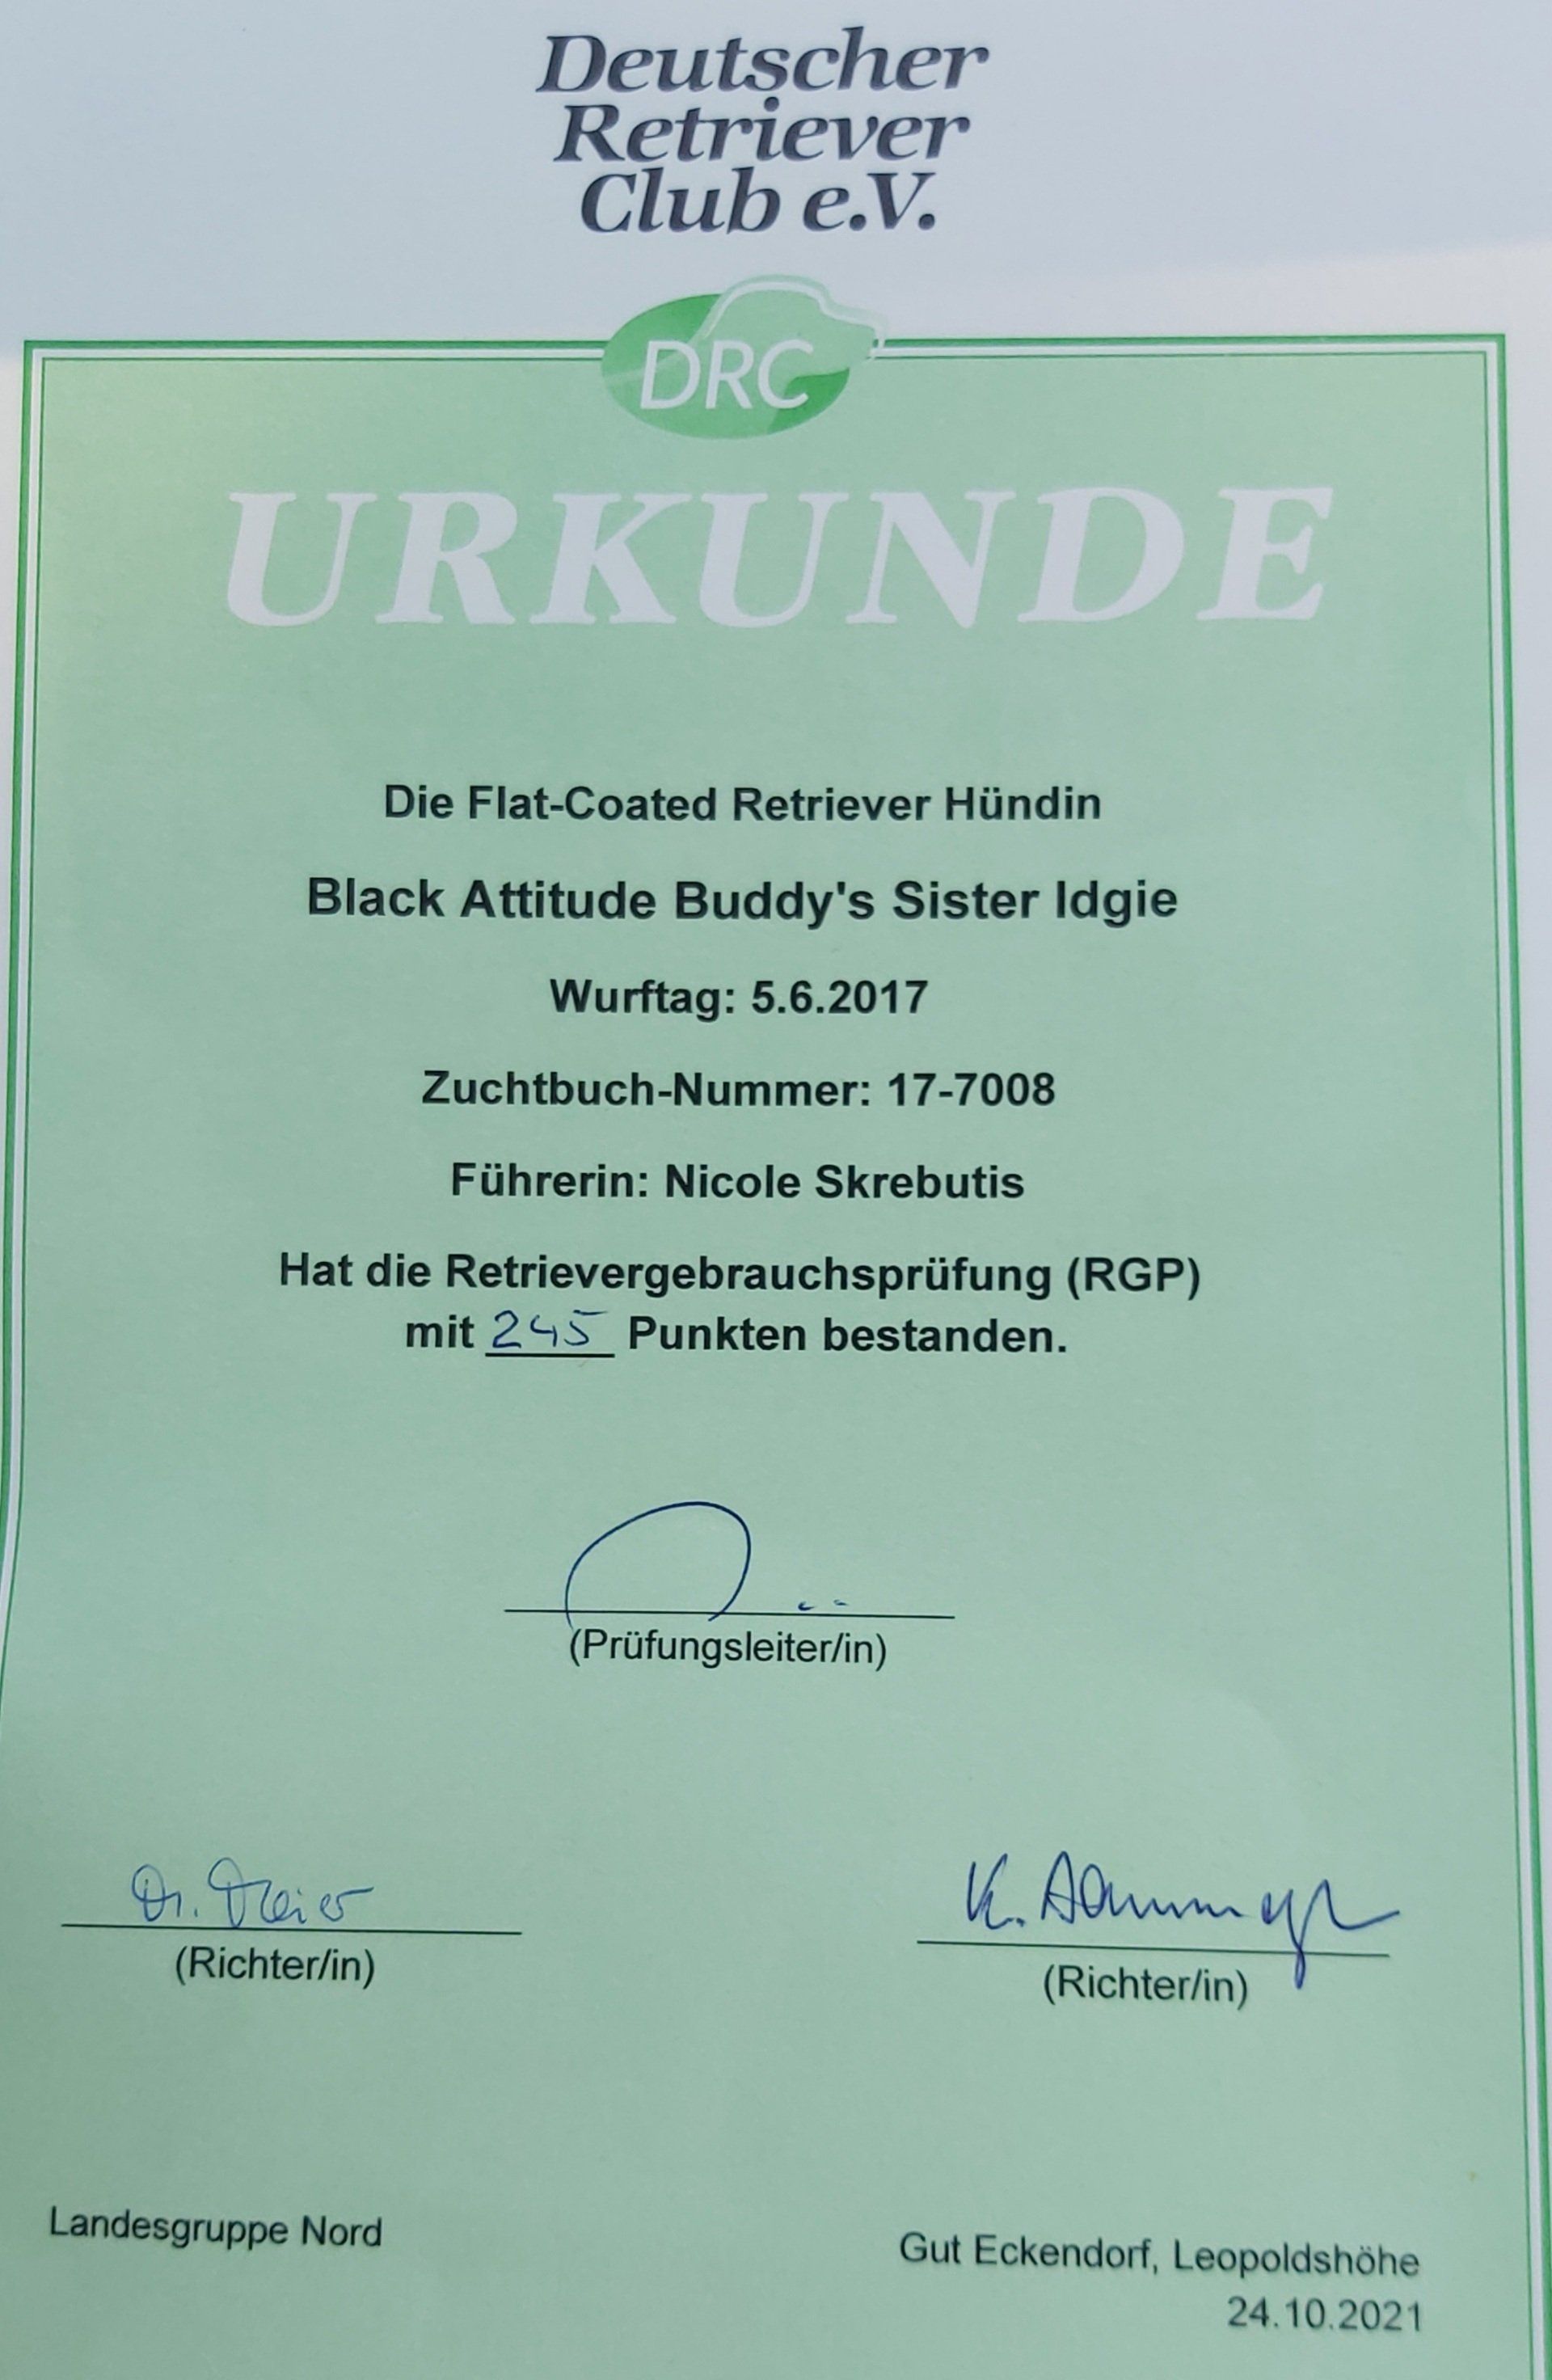 Deutscher
Retriever
Club e.V.
DRC
URKUNDE
Die Flat-Coated Retriever Hündin
Black Attitude Buddy's Sister Idgie
Wurftag: 5.6.2017
Zuchtbuch-Nummer: 17-7008
Führerin: Nicole Skrebutis
Hat die Retrievergebrauchsprüfung (RGP)
mit 245 Punkten bestanden.
(Prüfungsleiter/in)
Dr.
(Richter/in)
K.
(Richter/in)
Landesgruppe Nord
Gut Eckendorf, Leopoldshöhe
24.10.2021